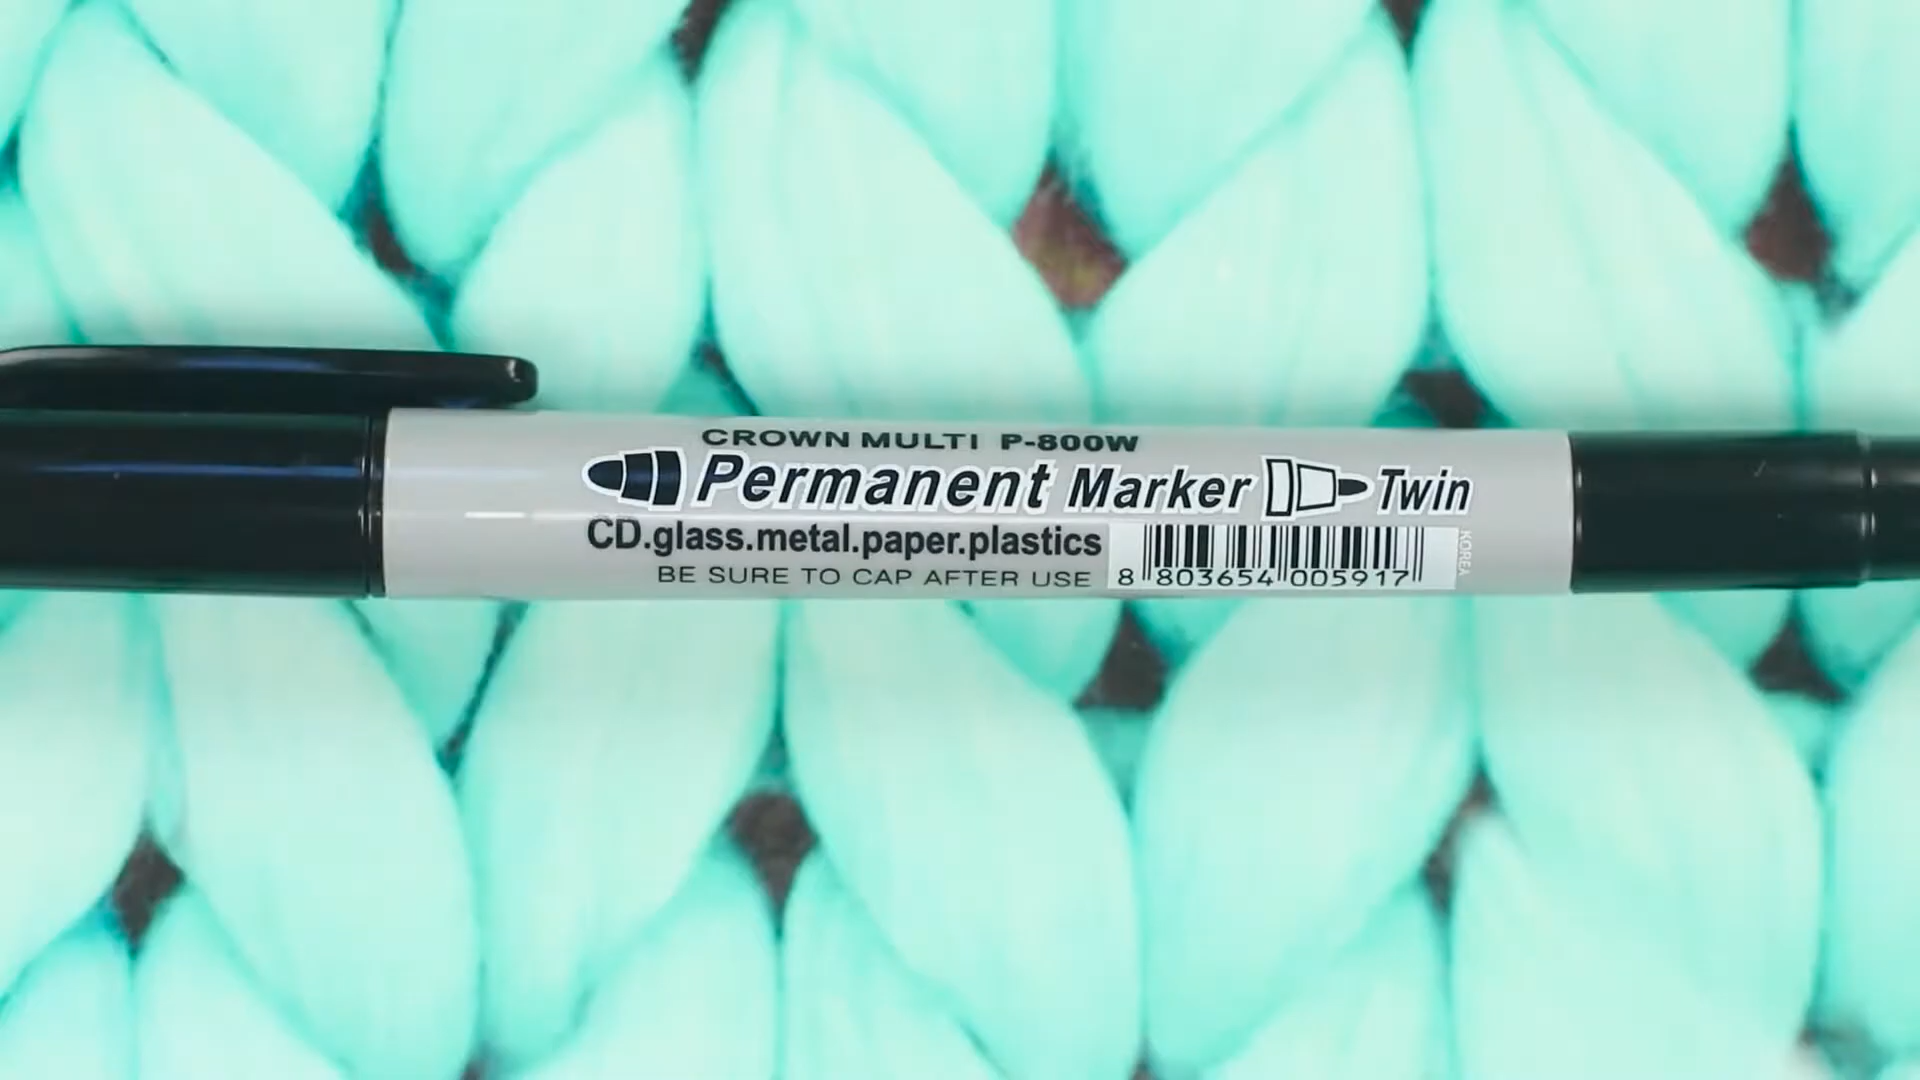 CROWN MULTI P-800W
Permanent Marker Twin
CD.glass.metal.paper.plastics
BE SURE TO CAP AFTER USE
8 803654 005917
KOREA